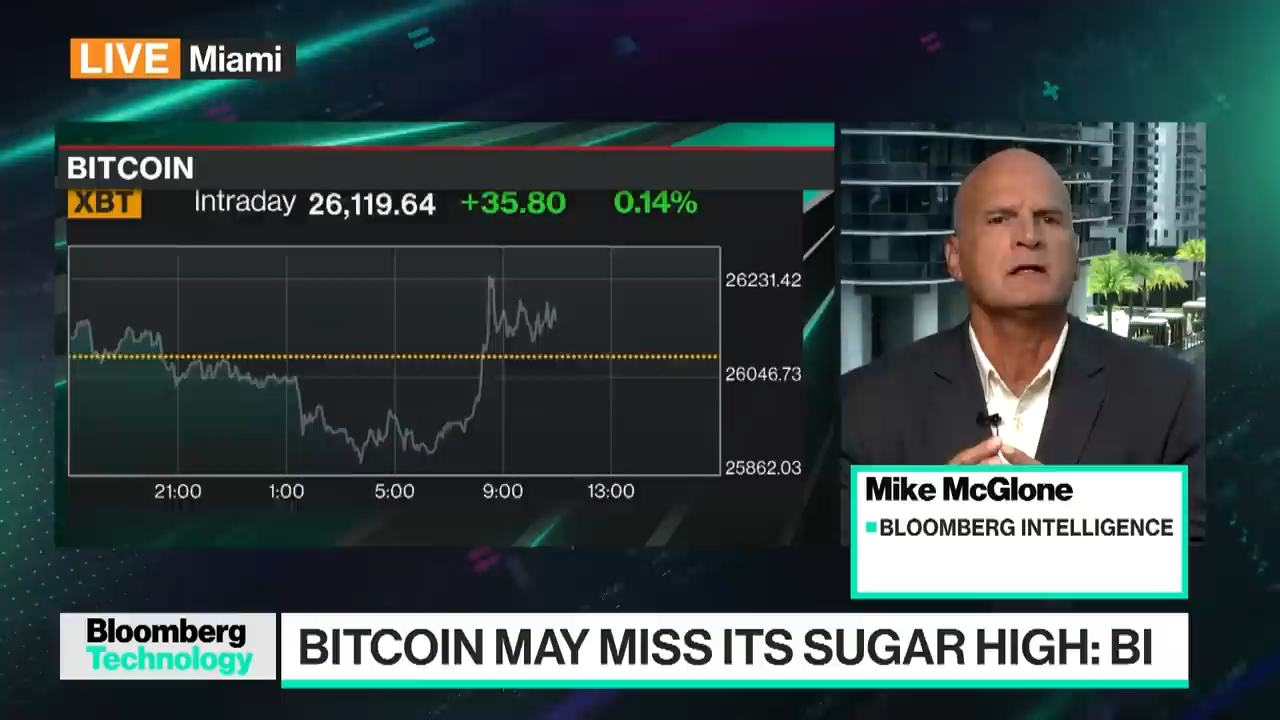 LIVE Miami
BITCOIN
XBT Intraday 26,119.64 +35.80 0.14%
26231.42
26046.73
25862.03
21:00 1:00 5:00 9:00 13:00
Mike McGlone
BLOOMBERG INTELLIGENCE
Bloomberg
Technology
BITCOIN MAY MISS ITS SUGAR HIGH: BI